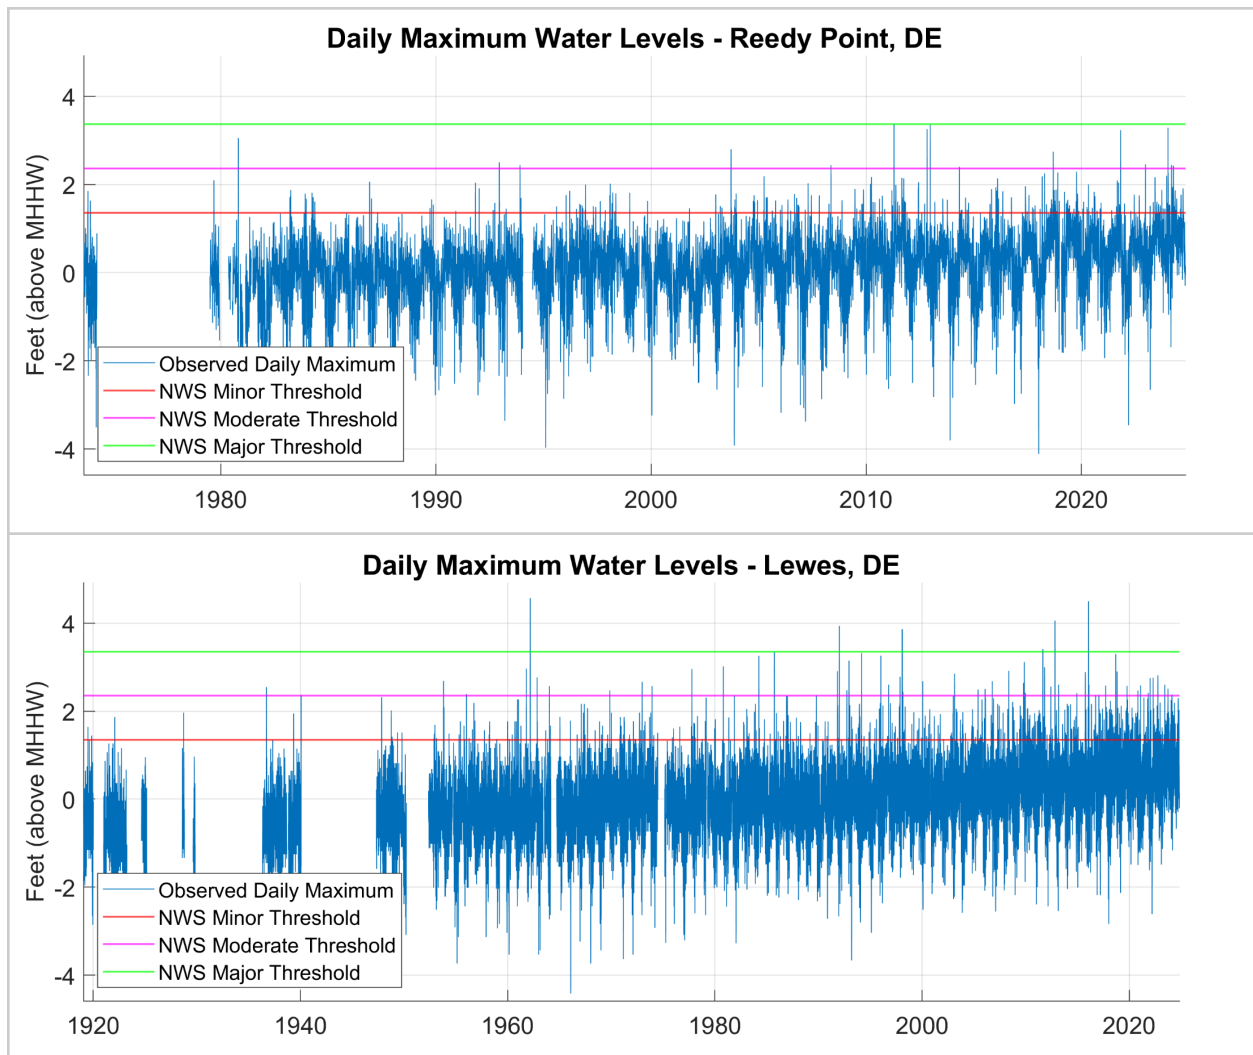 Daily Maximum Water Levels - Reedy Point, DE
Feet (above MHHW)
4
2
0
-2
-4
Observed Daily Maximum
NWS Minor Threshold
NWS Moderate Threshold
NWS Major Threshold
1980
1990
2000
2010
2020
Daily Maximum Water Levels - Lewes, DE
Feet (above MHHW)
4
2
0
-2
-4
Observed Daily Maximum
NWS Minor Threshold
NWS Moderate Threshold
NWS Major Threshold
1920
1940
1960
1980
2000
2020